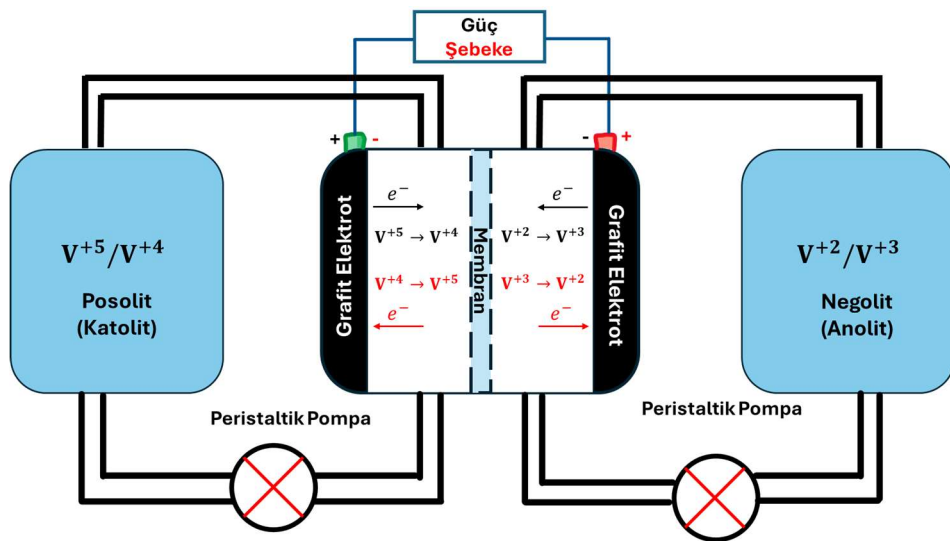 Güç
Şebeke
+ -
- +
V⁺⁵/V⁺⁴
Posolit
(Katolit)
Grafit Elektrot
e⁻
V⁺⁵ → V⁺⁴
V⁺⁴ → V⁺⁵
e⁻
Membran
e⁻
V⁺² → V⁺³
V⁺³ → V⁺²
e⁻
Grafit Elektrot
V⁺²/V⁺³
Negolit
(Anolit)
Peristaltik Pompa
Peristaltik Pompa